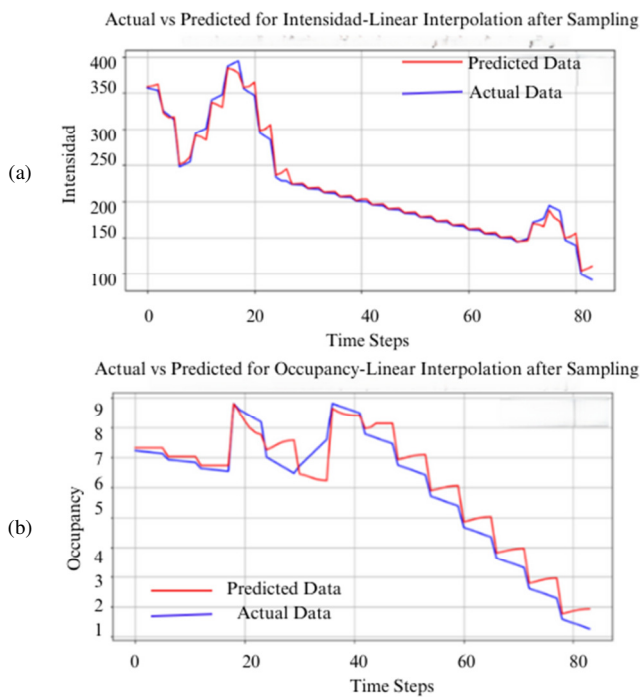 Actual vs Predicted for Intensidad-Linear Interpolation after Sampling
400
350
300
250
200
150
100
Intensidad
(a)
Predicted Data
Actual Data
0 20 40 60 80
Time Steps
Actual vs Predicted for Occupancy-Linear Interpolation after Sampling
9
8
7
6
5
4
3
2
1
Occupancy
(b)
Predicted Data
Actual Data
0 20 40 60 80
Time Steps